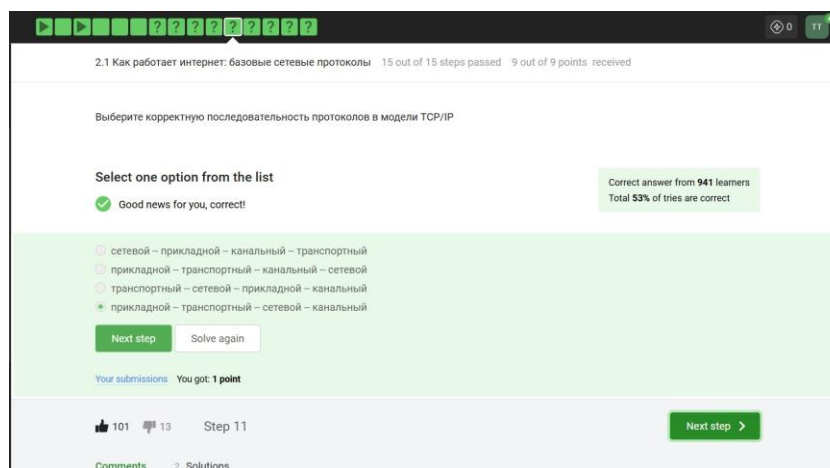 ? ? ? ? ? ? ? ? ?
0 TT
2.1 Как работает интернет: базовые сетевые протоколы 15 out of 15 steps passed 9 out of 9 points received
Выберите корректную последовательность протоколов в модели TCP/IP
Select one option from the list
Good news for you, correct!
Correct answer from 941 learners
Total 53% of tries are correct
сетевой – прикладной – канальный – транспортный
прикладной – транспортный – канальный – сетевой
транспортный – сетевой – прикладной – канальный
прикладной – транспортный – сетевой – канальный
Next step Solve again
Your submissions You got: 1 point
101 13 Step 11 Next step
Comments 2 Solutions